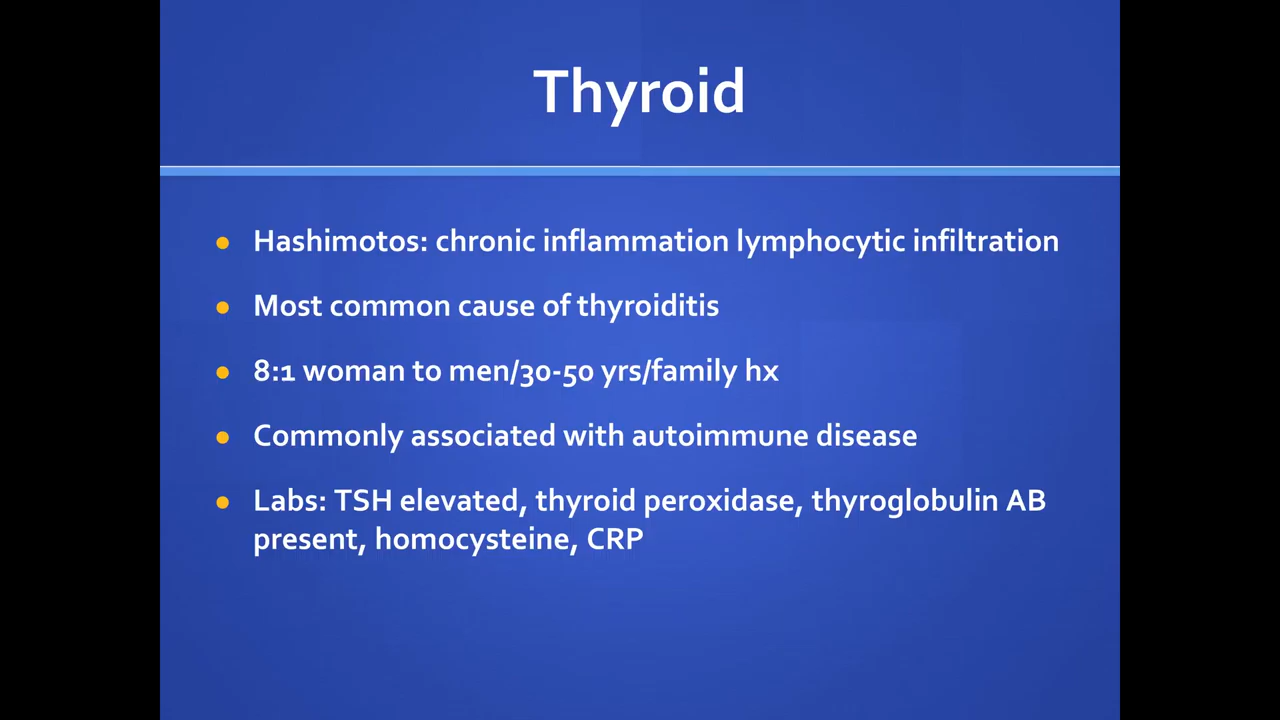 Thyroid
Hashimotos: chronic inflammation lymphocytic infiltration
Most common cause of thyroiditis
8:1 woman to men/30-50 yrs/family hx
Commonly associated with autoimmune disease
Labs: TSH elevated, thyroid peroxidase, thyroglobulin AB
present, homocysteine, CRP